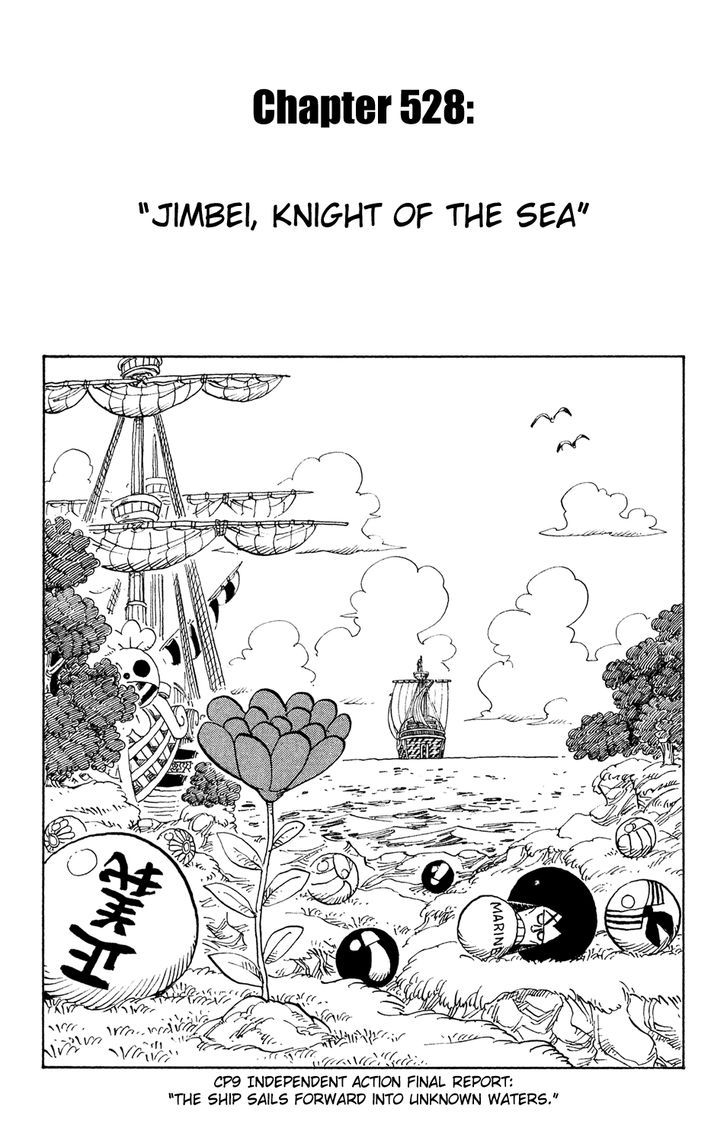 Chapter 528:
"JIMBEI, KNIGHT OF THE SEA"
MARINE
CP9 INDEPENDENT ACTION FINAL REPORT:
"THE SHIP SAILS FORWARD INTO UNKNOWN WATERS."